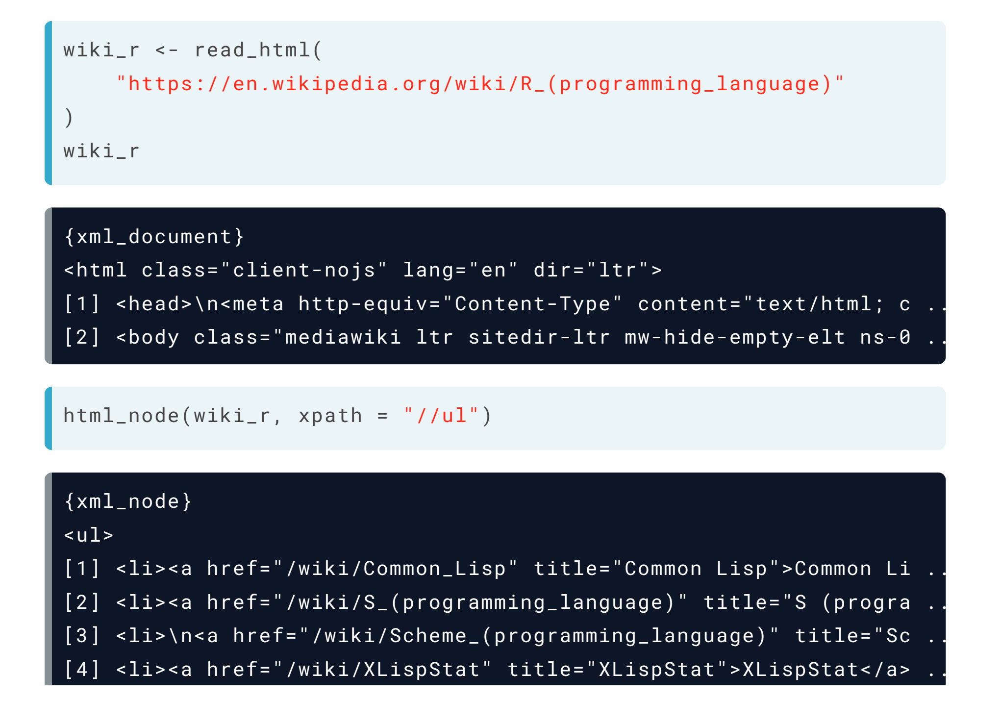 wiki_r <- read_html(
    "https://en.wikipedia.org/wiki/R_(programming_language)"
)
wiki_r
{xml_document}
<html class="client-nojs" lang="en" dir="ltr">
[1] <head>\n<meta http-equiv="Content-Type" content="text/html; c ..
[2] <body class="mediawiki ltr sitedir-ltr mw-hide-empty-elt ns-0 ..
html_node(wiki_r, xpath = "//ul")
{xml_node}
<ul>
[1] <li><a href="/wiki/Common_Lisp" title="Common Lisp">Common Li ..
[2] <li><a href="/wiki/S_(programming_language)" title="S (progra ..
[3] <li>\n<a href="/wiki/Scheme_(programming_language)" title="Sc ..
[4] <li><a href="/wiki/XLispStat" title="XLispStat">XLispStat</a> ..